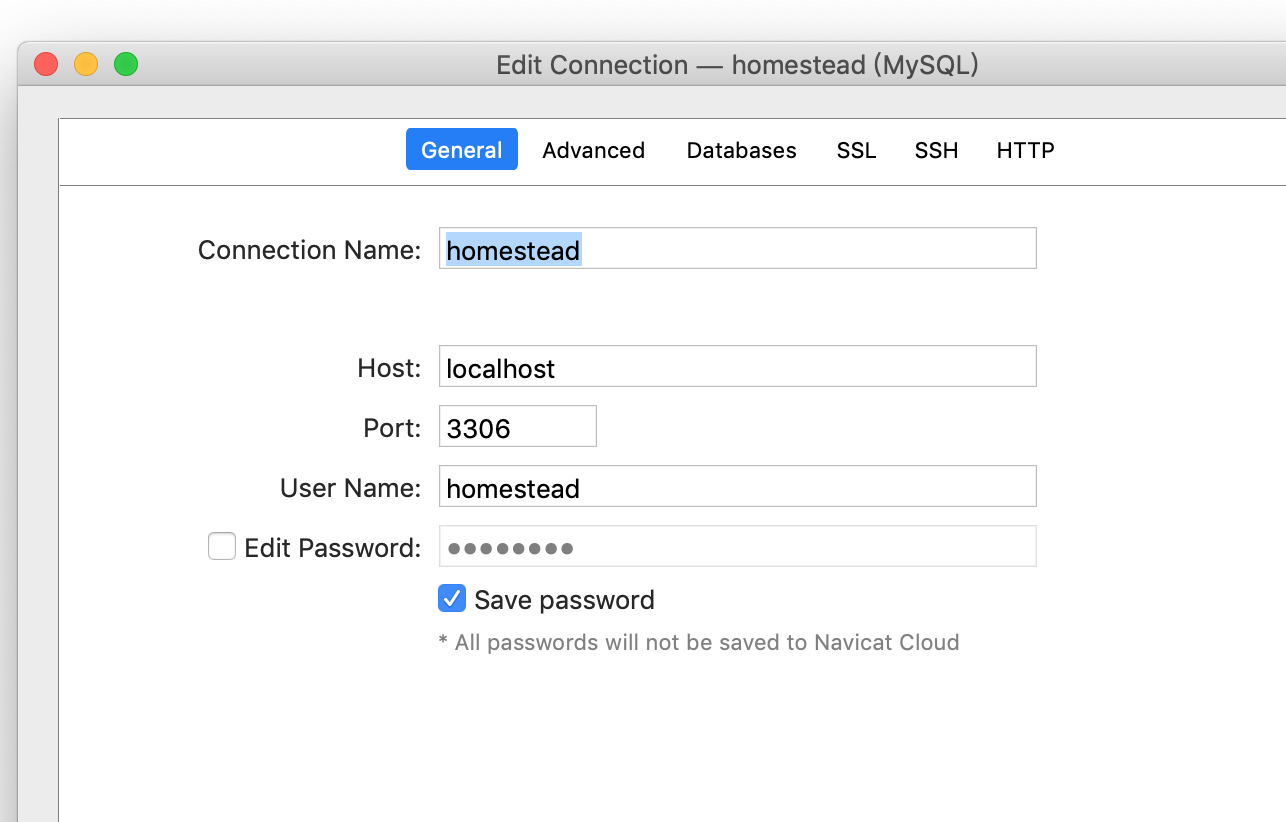 Edit Connection — homestead (MySQL)
General Advanced Databases SSL SSH HTTP
Connection Name: homestead
Host: localhost
Port: 3306
User Name: homestead
Edit Password: ••••••••
Save password
* All passwords will not be saved to Navicat Cloud